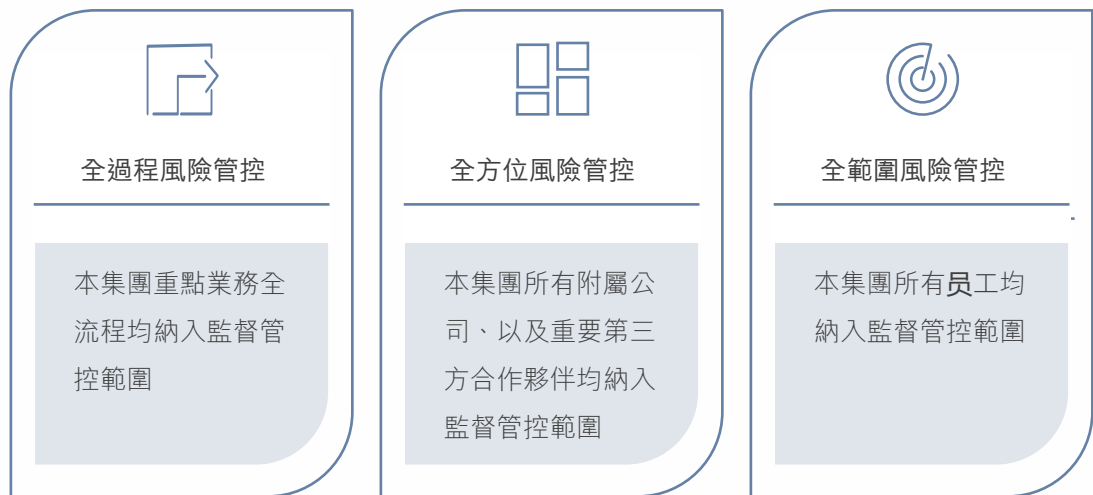 全過程風險管控
本集團重點業務全
流程均納入監督管
控範圍
全方位風險管控
本集團所有附屬公
司、以及重要第三
方合作夥伴均納入
監督管控範圍
全範圍風險管控
本集團所有员工均
納入監督管控範圍